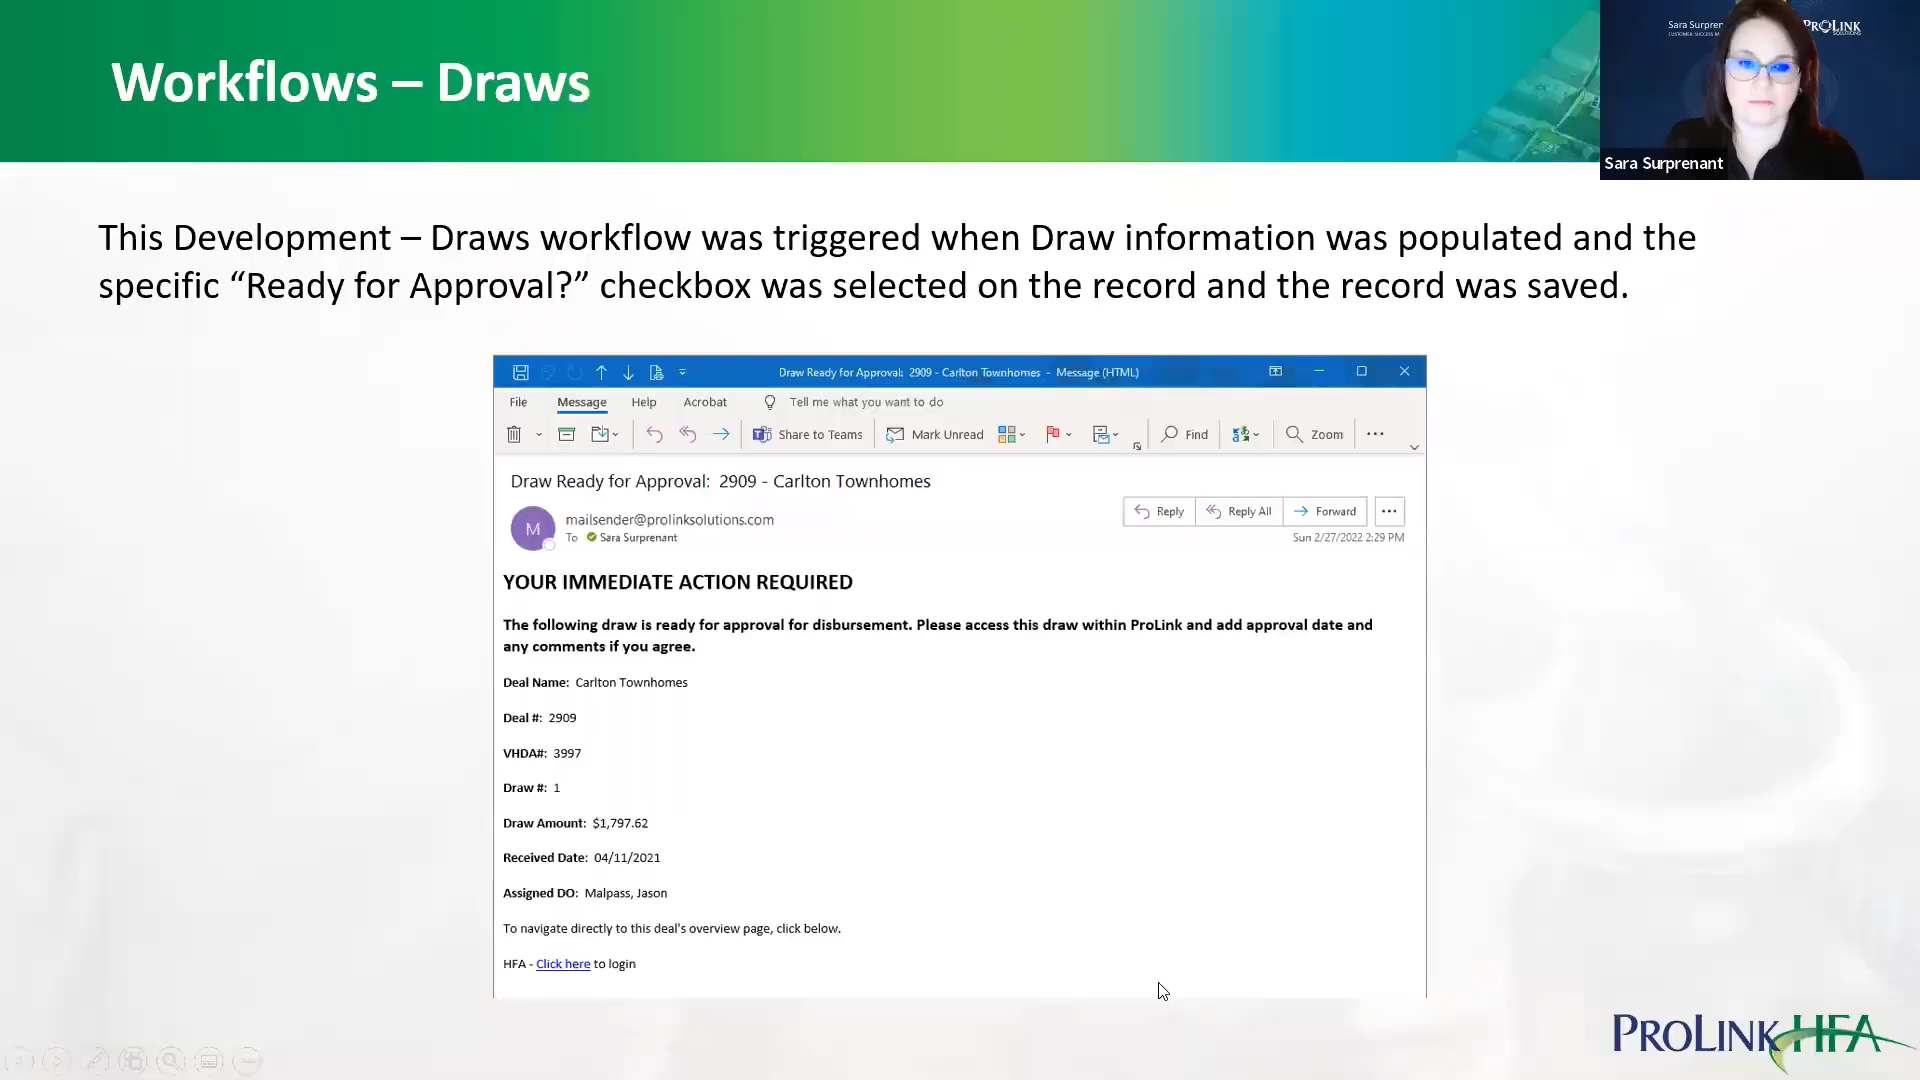 Workflows – Draws
Sara Surpren
PROLINK
SOLUTIONS
Sara Surprenant
This Development – Draws workflow was triggered when Draw information was populated and the
specific “Ready for Approval?” checkbox was selected on the record and the record was saved.
Draw Ready for Approval:  2909 - Carlton Townhomes  -  Message (HTML)
File Message Help Acrobat Tell me what you want to do
Share to Teams Mark Unread Find Zoom
Draw Ready for Approval:  2909 - Carlton Townhomes
M
mailsender@prolinksolutions.com
To Sara Surprenant
Reply Reply All Forward
Sun 2/27/2022 2:29 PM
YOUR IMMEDIATE ACTION REQUIRED
The following draw is ready for approval for disbursement. Please access this draw within ProLink and add approval date and
any comments if you agree.
Deal Name:  Carlton Townhomes
Deal #:  2909
VHDA#:  3997
Draw #:  1
Draw Amount:  $1,797.62
Received Date:  04/11/2021
Assigned DO:  Malpass, Jason
To navigate directly to this deal's overview page, click below.
HFA - Click here to login
PROLINK HFA